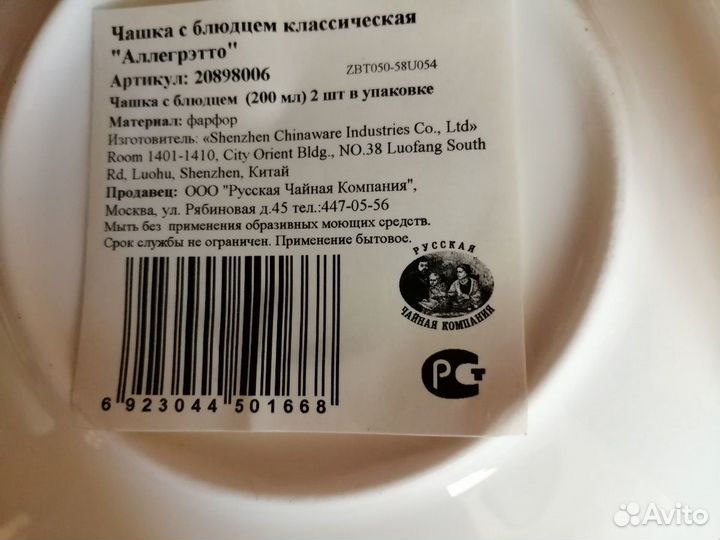 Чашка с блюдцем классическая
"Аллегрэтто"
Артикул: 20898006
ZBT050-58U054
Чашка с блюдцем (200 мл) 2 шт в упаковке
Материал: фарфор
Изготовитель: «Shenzhen Chinaware Industries Co., Ltd»
Room 1401-1410, City Orient Bldg., NO.38 Luofang South
Rd, Luohu, Shenzhen, Китай
Продавец: ООО "Русская Чайная Компания",
Москва, ул. Рябиновая д.45 тел.:447-05-56
Мыть без применения образивных моющих средств.
Срок службы не ограничен. Применение бытовое.
РУССКАЯ
ЧАЙНАЯ КОМПАНИЯ
РСТ
6 923044 501668
Avito